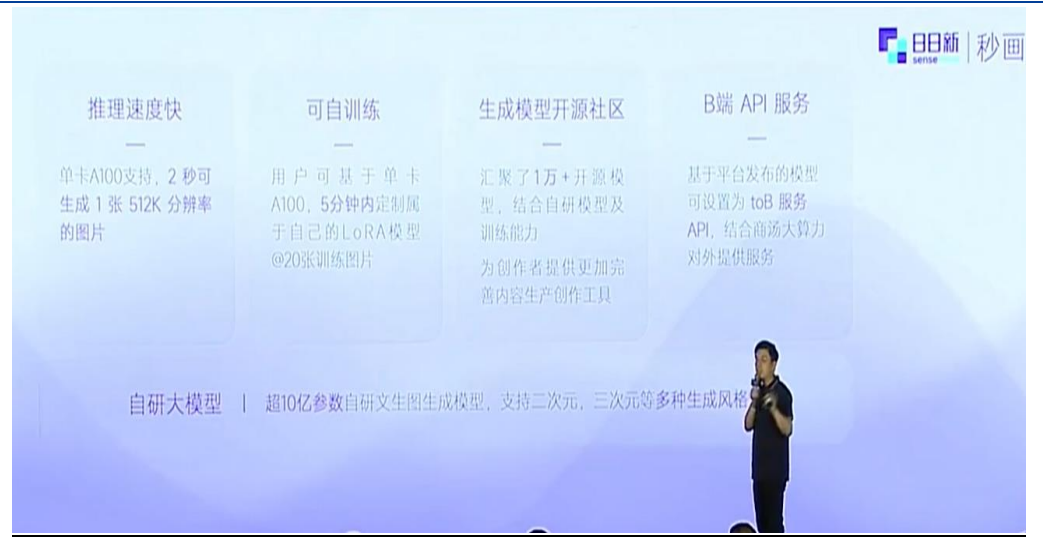 日日新
sense
秒画
推理速度快
单卡A100支持，2 秒可
生成 1 张 512K 分辨率
的图片
可自训练
用户可基于单卡
A100，5分钟内定制属
于自己的LoRA模型
@20张训练图片
生成模型开源社区
汇聚了1万+开源模
型，结合自研模型及
训练能力
为创作者提供更加完
善内容生产创作工具
B端 API 服务
基于平台发布的模型
可设置为 toB 服务
API，结合商汤大算力
对外提供服务
自研大模型 | 超10亿参数自研文生图生成模型，支持二次元，三次元等多种生成风格